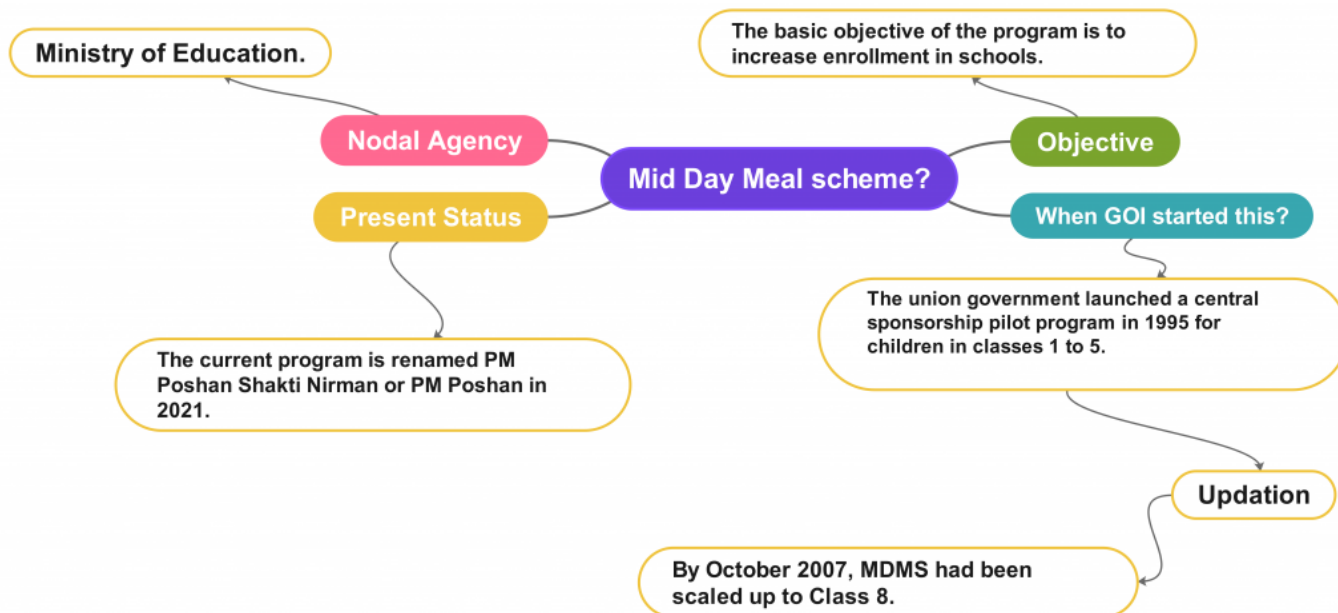 Mid Day Meal scheme?
Nodal Agency
Ministry of Education.
Present Status
The current program is renamed PM
Poshan Shakti Nirman or PM Poshan in
2021.
Objective
The basic objective of the program is to
increase enrollment in schools.
When GOI started this?
The union government launched a central
sponsorship pilot program in 1995 for
children in classes 1 to 5.
Updation
By October 2007, MDMS had been
scaled up to Class 8.